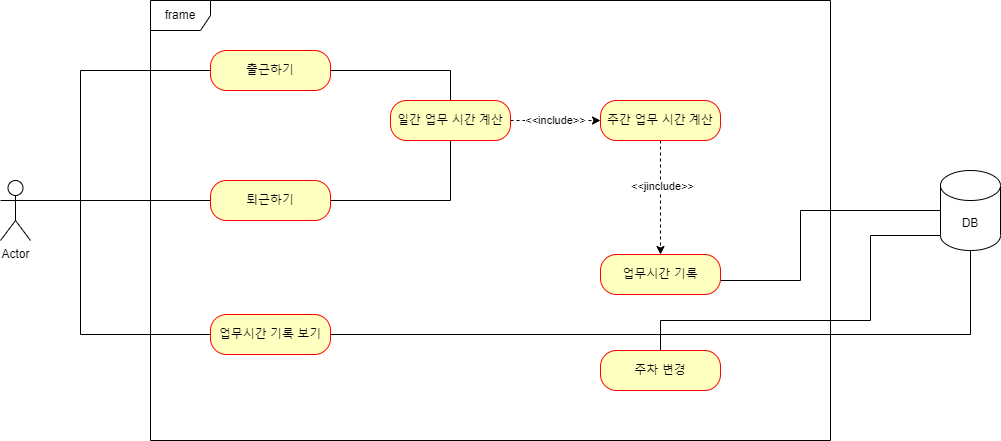 frame
출근하기
일간 업무 시간 계산
<<include>>
주간 업무 시간 계산
<<jinclude>>
퇴근하기
DB
Actor
업무시간 기록
업무시간 기록 보기
주차 변경